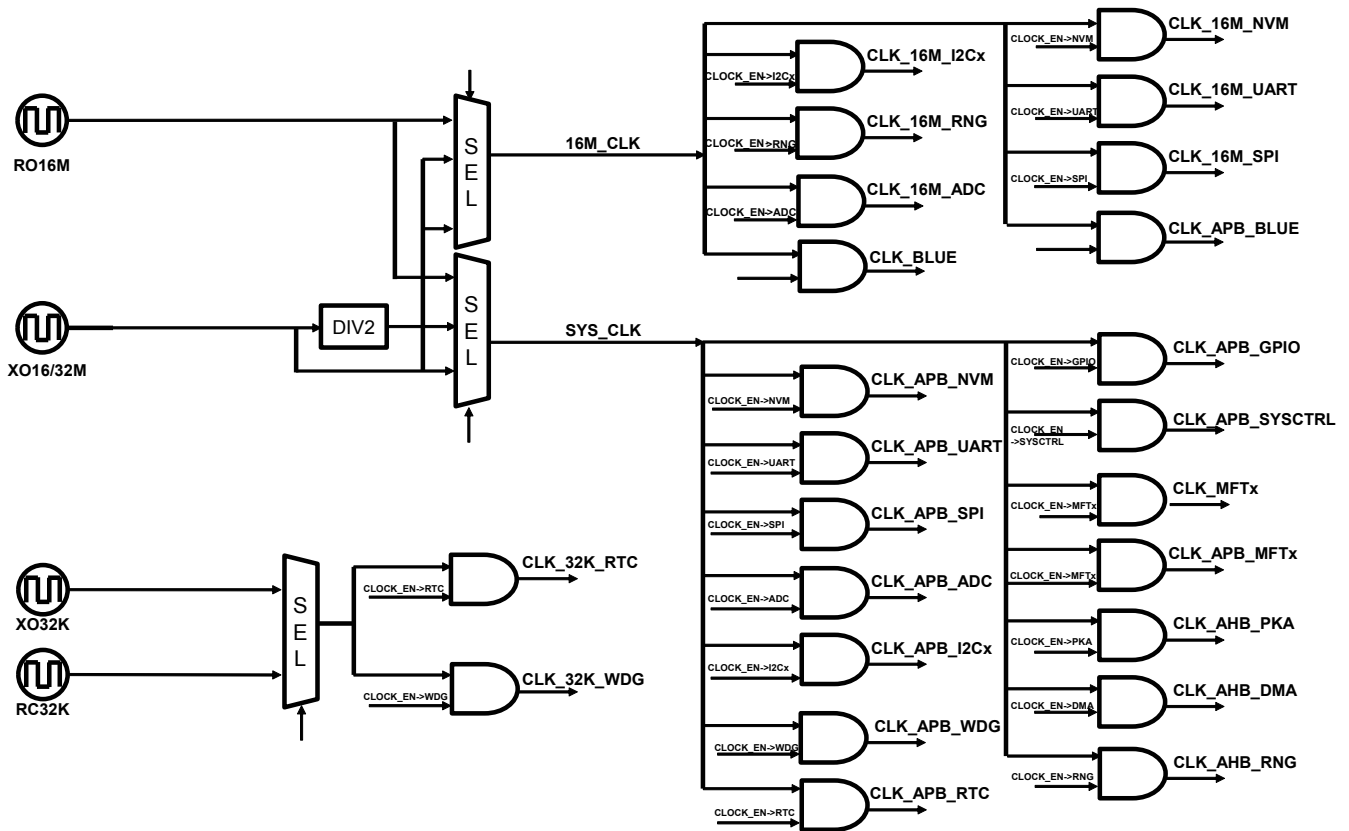 RO16M
XO16/32M
DIV2
SEL
SEL
16M_CLK
SYS_CLK
CLOCK_EN->I2Cx
CLK_16M_I2Cx
CLOCK_EN->RNG
CLK_16M_RNG
CLOCK_EN->ADC
CLK_16M_ADC
CLK_BLUE
CLOCK_EN->NVM
CLK_16M_NVM
CLOCK_EN->UART
CLK_16M_UART
CLOCK_EN->SPI
CLK_16M_SPI
CLK_APB_BLUE
CLOCK_EN->NVM
CLK_APB_NVM
CLOCK_EN->UART
CLK_APB_UART
CLOCK_EN->SPI
CLK_APB_SPI
CLOCK_EN->ADC
CLK_APB_ADC
CLOCK_EN->I2Cx
CLK_APB_I2Cx
CLOCK_EN->WDG
CLK_APB_WDG
CLOCK_EN->RTC
CLK_APB_RTC
CLOCK_EN->GPIO
CLK_APB_GPIO
CLOCK_EN
->SYSCTRL
CLK_APB_SYSCTRL
CLOCK_EN->MFTx
CLK_MFTx
CLOCK_EN->MFTx
CLK_APB_MFTx
CLOCK_EN->PKA
CLK_AHB_PKA
CLOCK_EN->DMA
CLK_AHB_DMA
CLOCK_EN->RNG
CLK_AHB_RNG
XO32K
RC32K
SEL
CLOCK_EN->RTC
CLK_32K_RTC
CLOCK_EN->WDG
CLK_32K_WDG